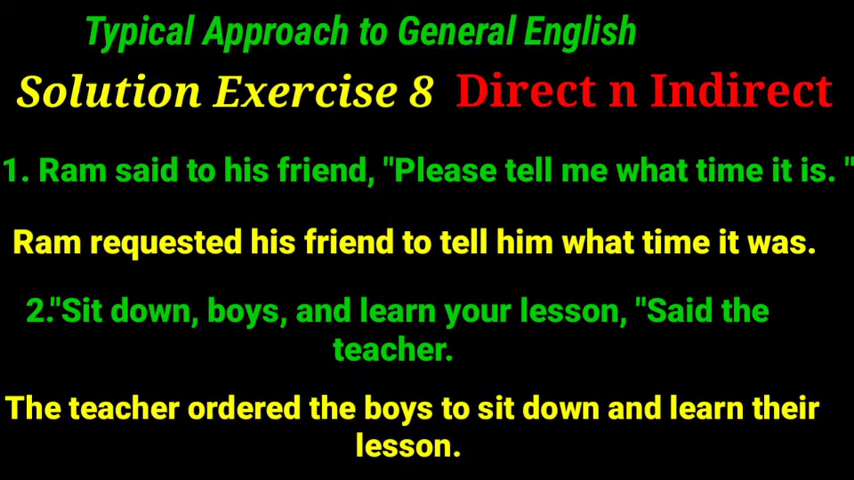 Typical Approach to General English
Solution Exercise 8 Direct n Indirect
1. Ram said to his friend, "Please tell me what time it is. "
Ram requested his friend to tell him what time it was.
2."Sit down, boys, and learn your lesson, "Said the
teacher.
The teacher ordered the boys to sit down and learn their
lesson.